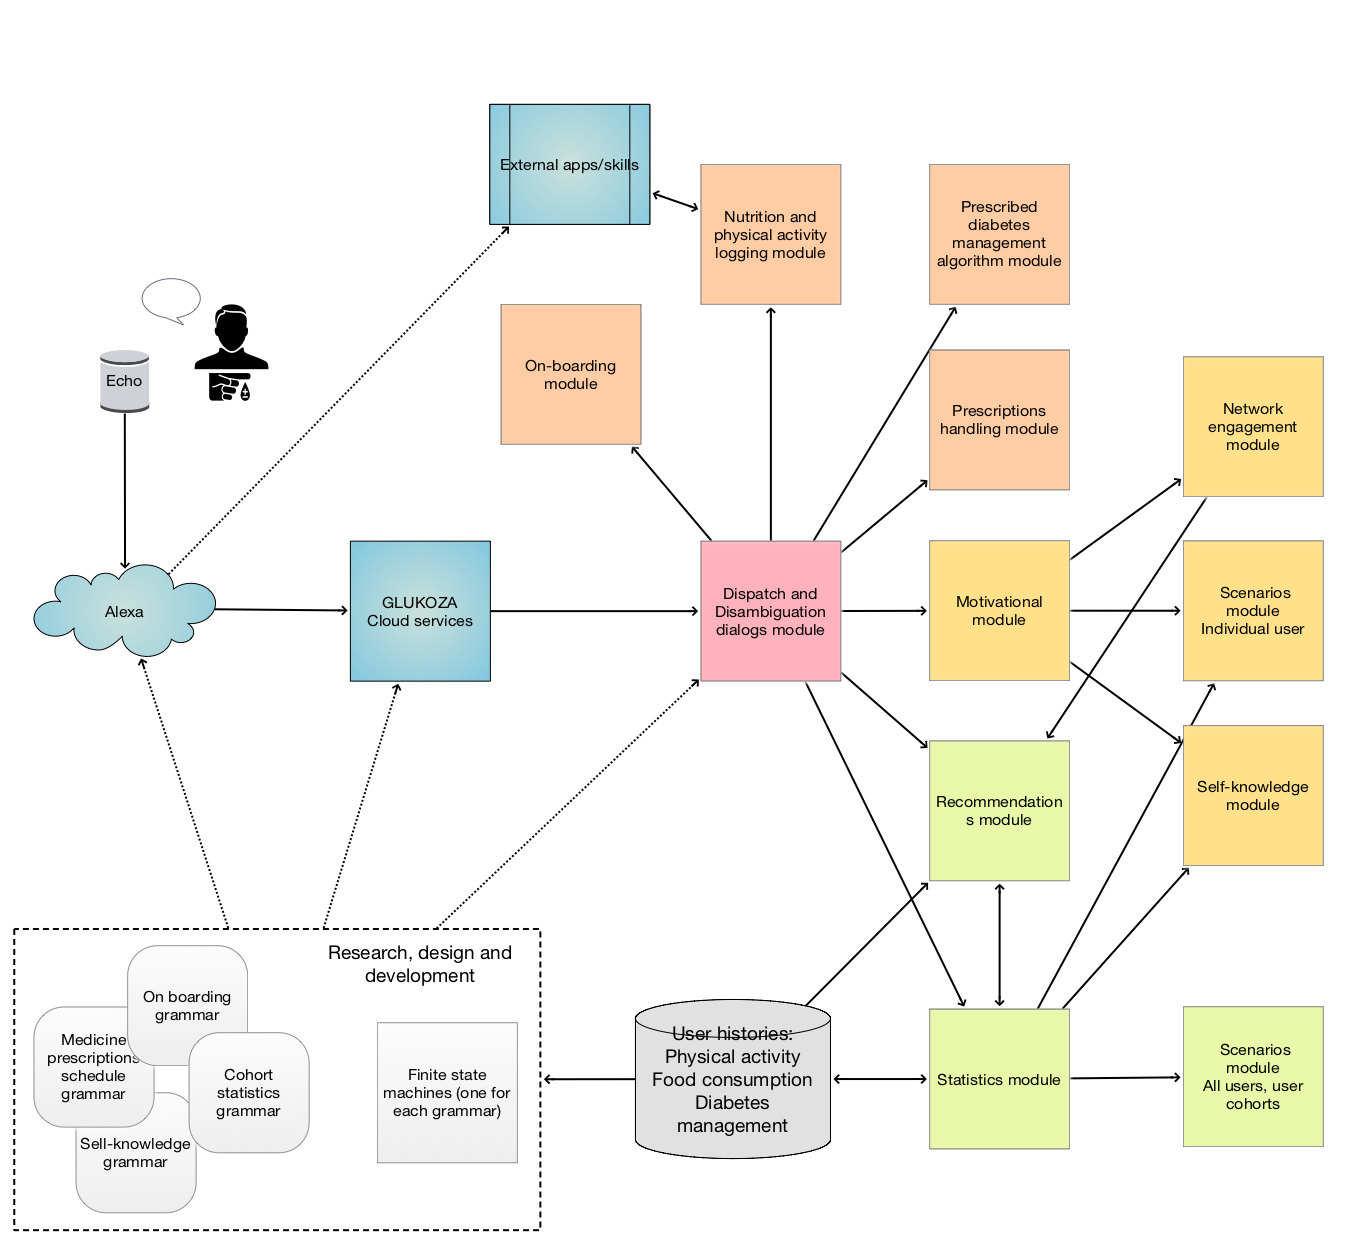 External apps/skills
Nutrition and
physical activity
logging module
Prescribed
diabetes
management
algorithm module
On-boarding
module
Echo
Prescriptions
handling module
Network
engagement
module
Alexa
GLUKOZA
Cloud services
Dispatch and
Disambiguation
dialogs module
Motivational
module
Scenarios
module
Individual user
Recommendation
s module
Self-knowledge
module
Research, design and
development
On boarding
grammar
Medicine
prescriptions
schedule
grammar
Cohort
statistics
grammar
Sell-knowledge
grammar
Finite state
machines (one for
each grammar)
User histories:
Physical activity
Food consumption
Diabetes
management
Statistics module
Scenarios
module
All users, user
cohorts